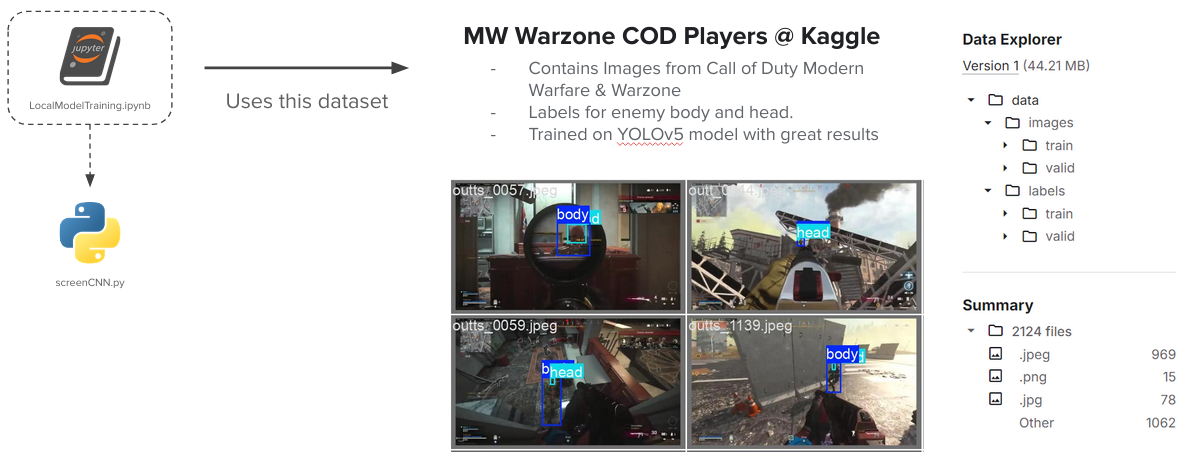 jupyter
LocalModelTraining.ipynb
screenCNN.py
Uses this dataset
MW Warzone COD Players @ Kaggle
- Contains Images from Call of Duty Modern
Warfare & Warzone
- Labels for enemy body and head.
- Trained on YOLOv5 model with great results
outts_0057.jpeg
body
head
outts_0059.jpeg
head
outts_1139.jpeg
body
Data Explorer
Version 1 (44.21 MB)
data
images
train
valid
labels
train
valid
Summary
2124 files
.jpeg 969
.png 15
.jpg 78
Other 1062